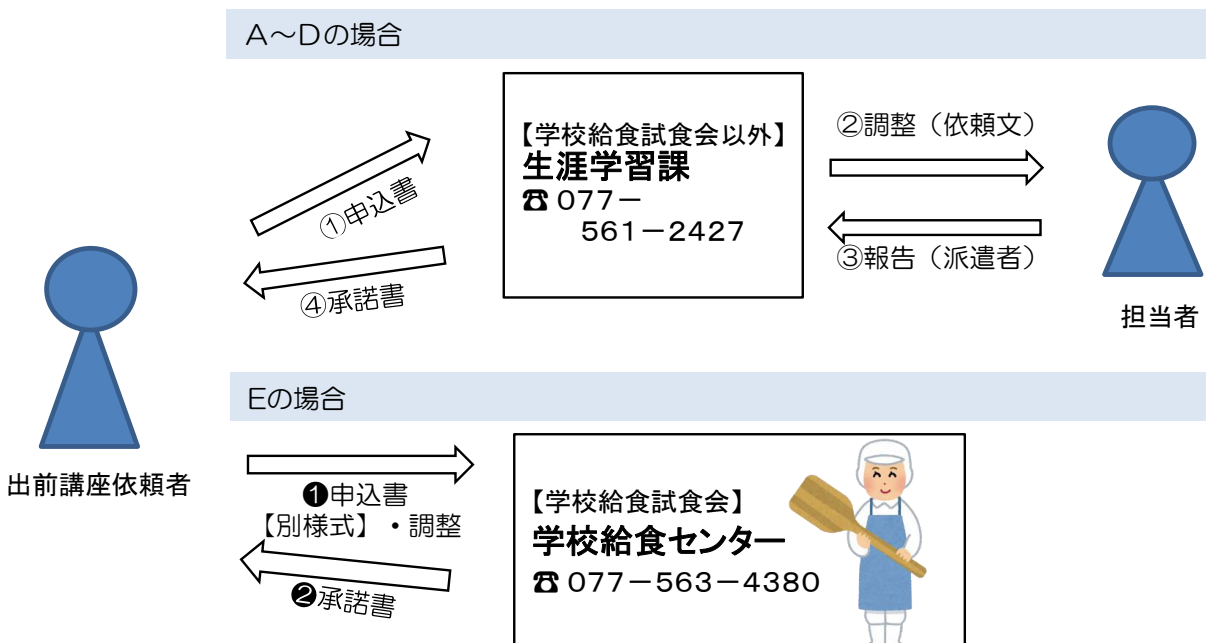 A~Dの場合
【学校給食試食会以外】
生涯学習課
☎077-
561-2427
①申込書
④承諾書
②調整(依頼文)
③報告(派遣者)
担当者
出前講座依頼者
Eの場合
❶申込書
【別様式】・調整
❷承諾書
【学校給食試食会】
学校給食センター
☎077-563-4380